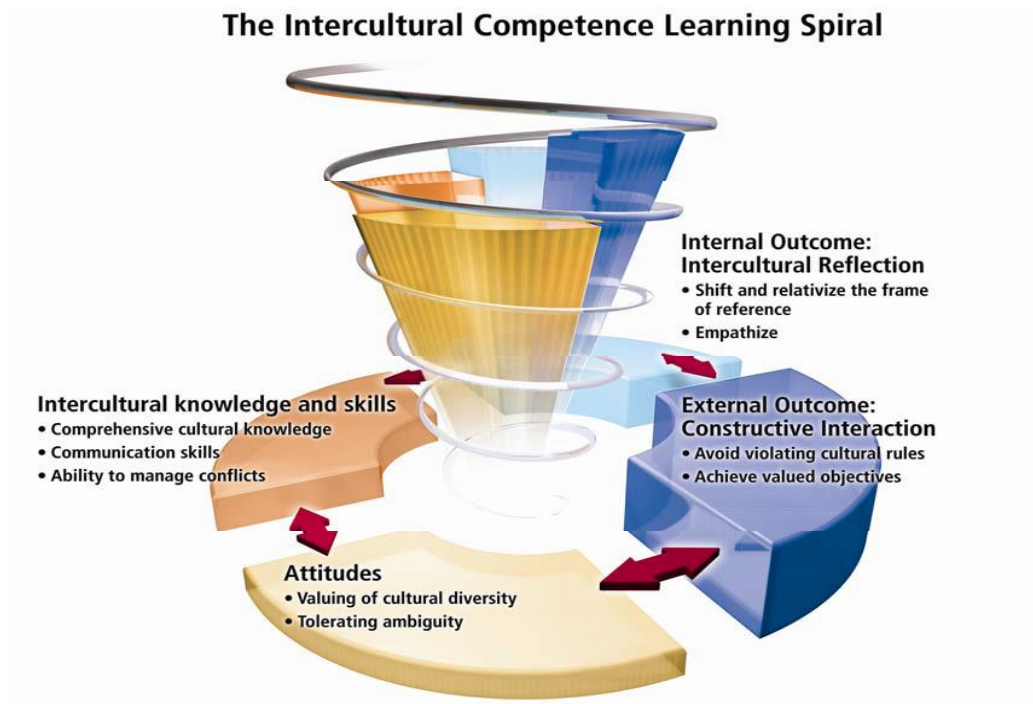 The Intercultural Competence Learning Spiral
Internal Outcome:
Intercultural Reflection
• Shift and relativize the frame
of reference
• Empathize
Intercultural knowledge and skills
• Comprehensive cultural knowledge
• Communication skills
• Ability to manage conflicts
External Outcome:
Constructive Interaction
• Avoid violating cultural rules
• Achieve valued objectives
Attitudes
• Valuing of cultural diversity
• Tolerating ambiguity